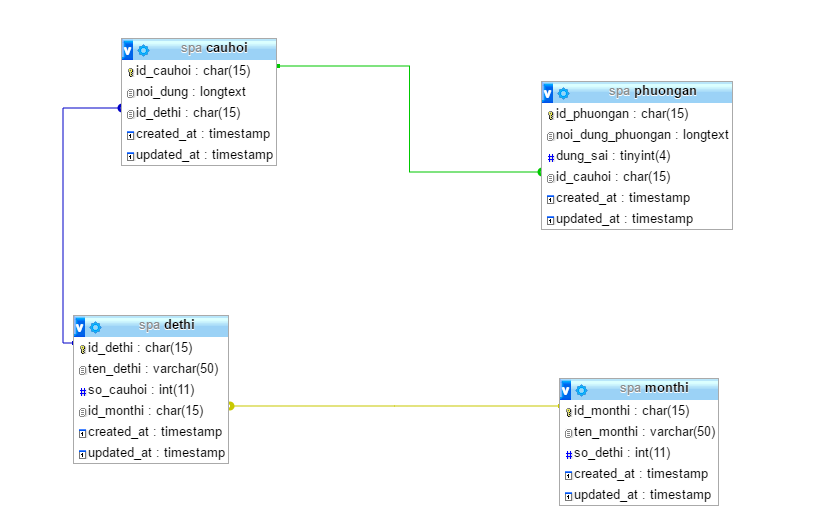 spa cauhoi
id_cauhoi : char(15)
noi_dung : longtext
id_dethi : char(15)
created_at : timestamp
updated_at : timestamp
spa phuongan
id_phuongan : char(15)
noi_dung_phuongan : longtext
dung_sai : tinyint(4)
id_cauhoi : char(15)
created_at : timestamp
updated_at : timestamp
spa dethi
id_dethi : char(15)
ten_dethi : varchar(50)
so_cauhoi : int(11)
id_monthi : char(15)
created_at : timestamp
updated_at : timestamp
spa monthi
id_monthi : char(15)
ten_monthi : varchar(50)
so_dethi : int(11)
created_at : timestamp
updated_at : timestamp